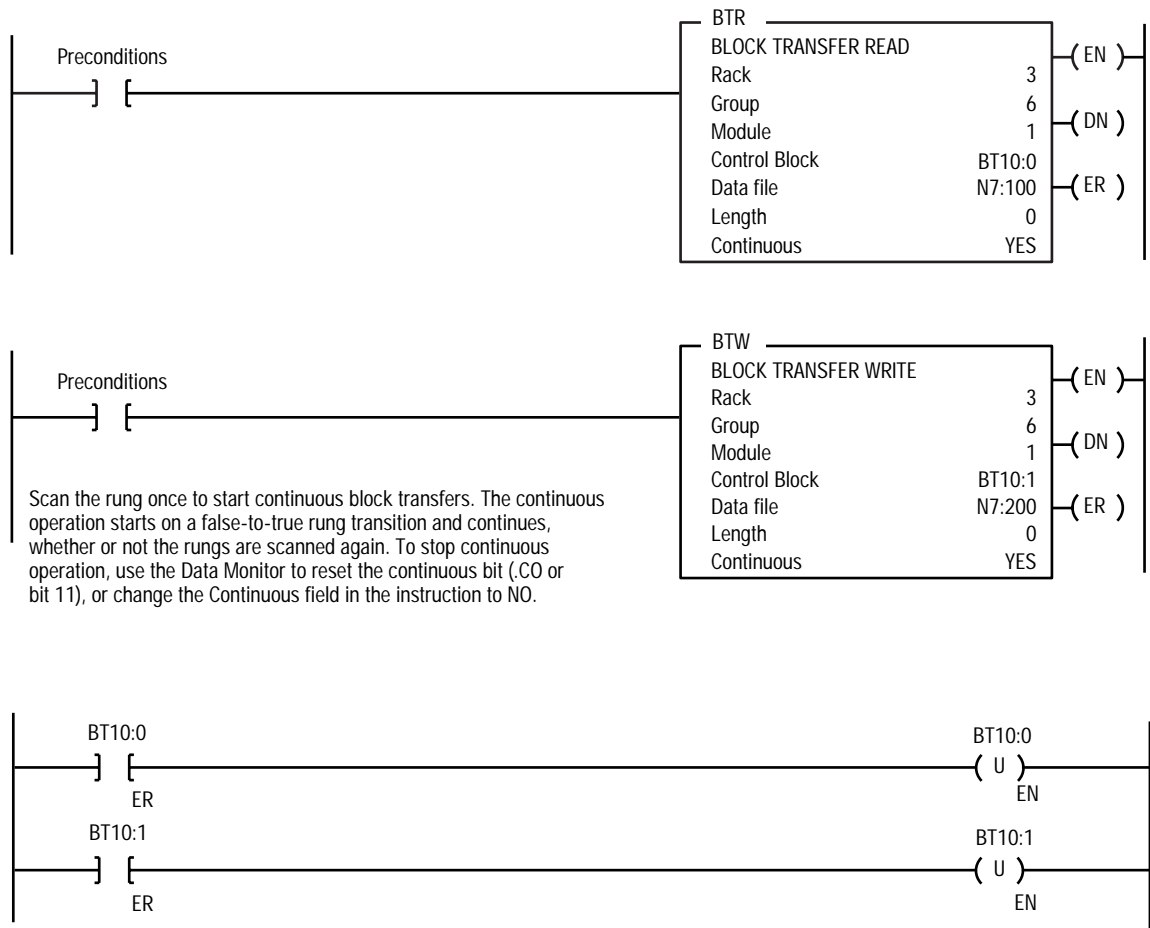 BTR
BLOCK TRANSFER READ
Rack 3
Group 6
Module 1
Control Block BT10:0
Data file N7:100
Length 0
Continuous YES
Preconditions
] [
( EN )
( DN )
( ER )
BTW
BLOCK TRANSFER WRITE
Rack 3
Group 6
Module 1
Control Block BT10:1
Data file N7:200
Length 0
Continuous YES
Preconditions
] [
( EN )
( DN )
( ER )
Scan the rung once to start continuous block transfers. The continuous
operation starts on a false-to-true rung transition and continues,
whether or not the rungs are scanned again. To stop continuous
operation, use the Data Monitor to reset the continuous bit (.CO or
bit 11), or change the Continuous field in the instruction to NO.
BT10:0
] [
ER
BT10:0
( U )
EN
BT10:1
] [
ER
BT10:1
( U )
EN